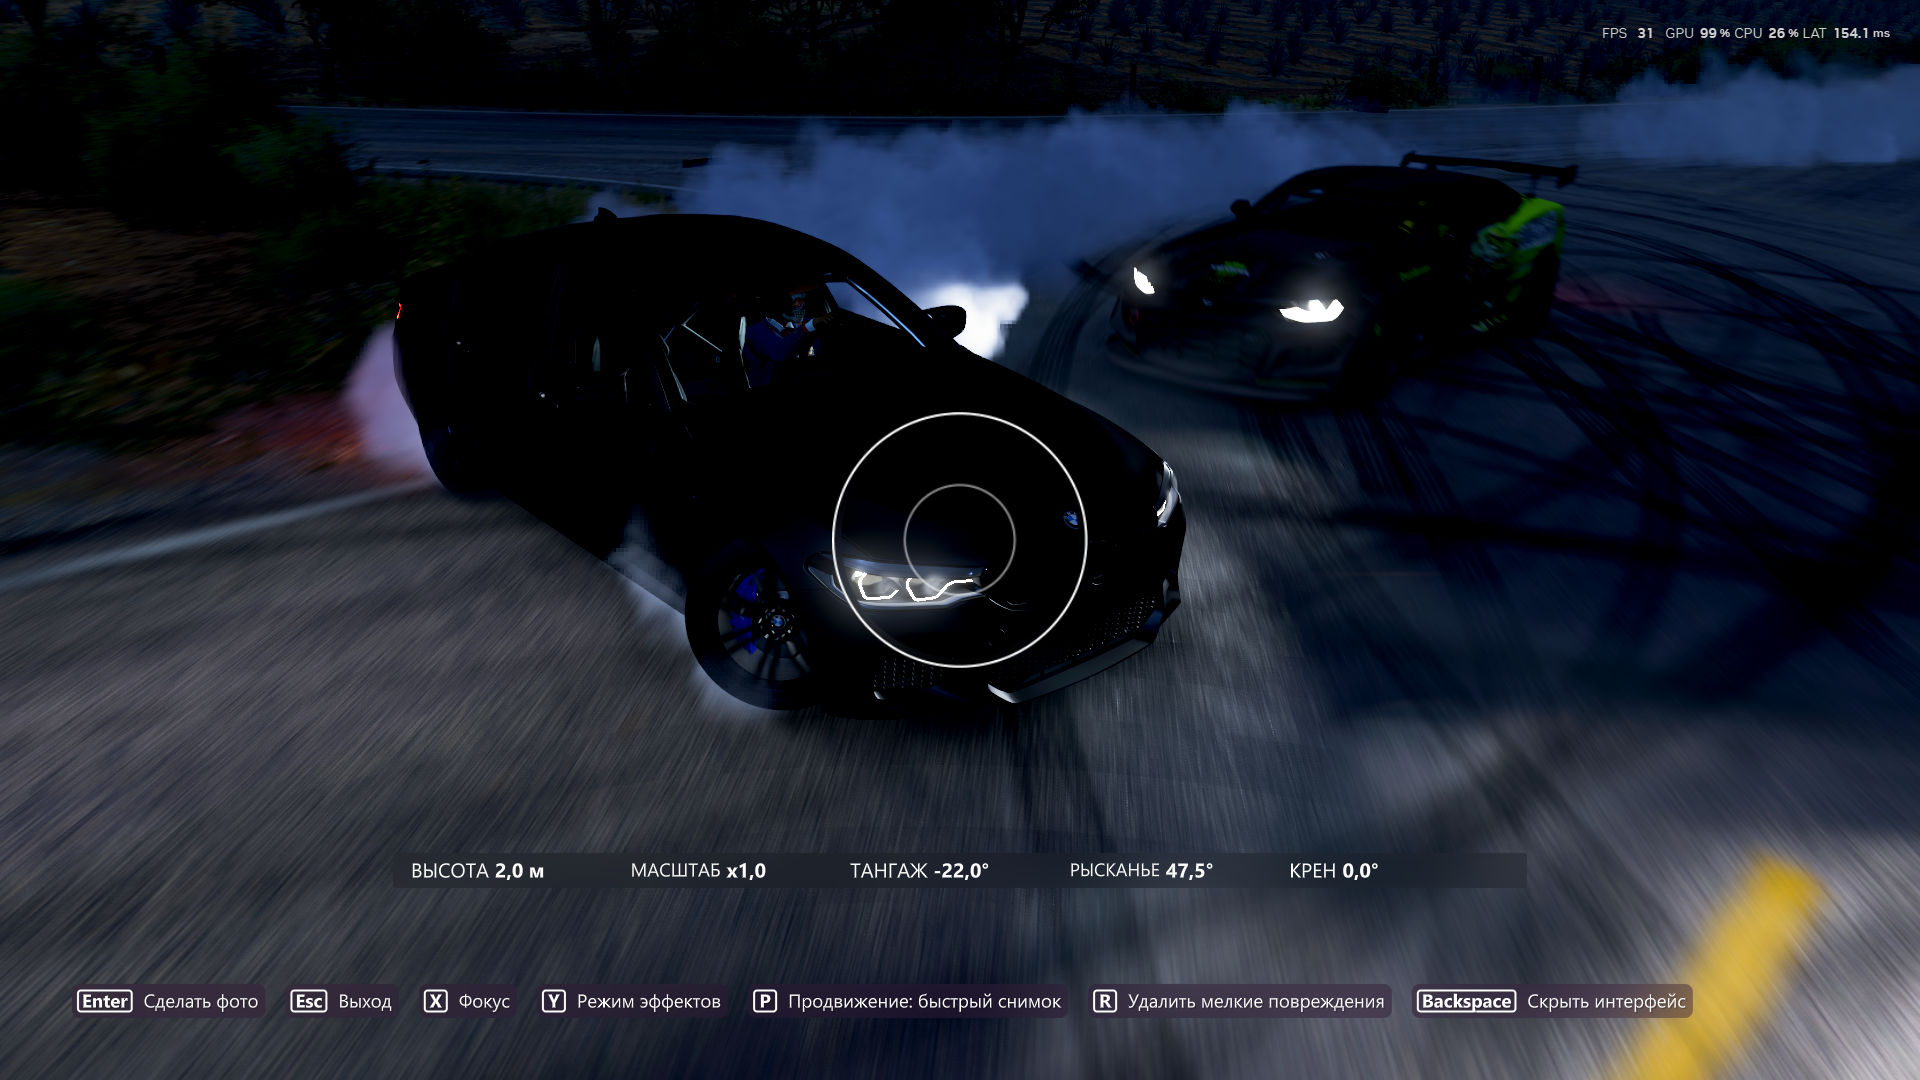 FPS 31 GPU 99 % CPU 26 % LAT 154.1 ms
ВЫСОТА 2,0 м МАСШТАБ x1,0 ТАНГАЖ -22,0° РЫСКАНЬЕ 47,5° КРЕН 0,0°
Enter Сделать фото Esc Выход X Фокус Y Режим эффектов P Продвижение: быстрый снимок R Удалить мелкие повреждения Backspace Скрыть интерфейс